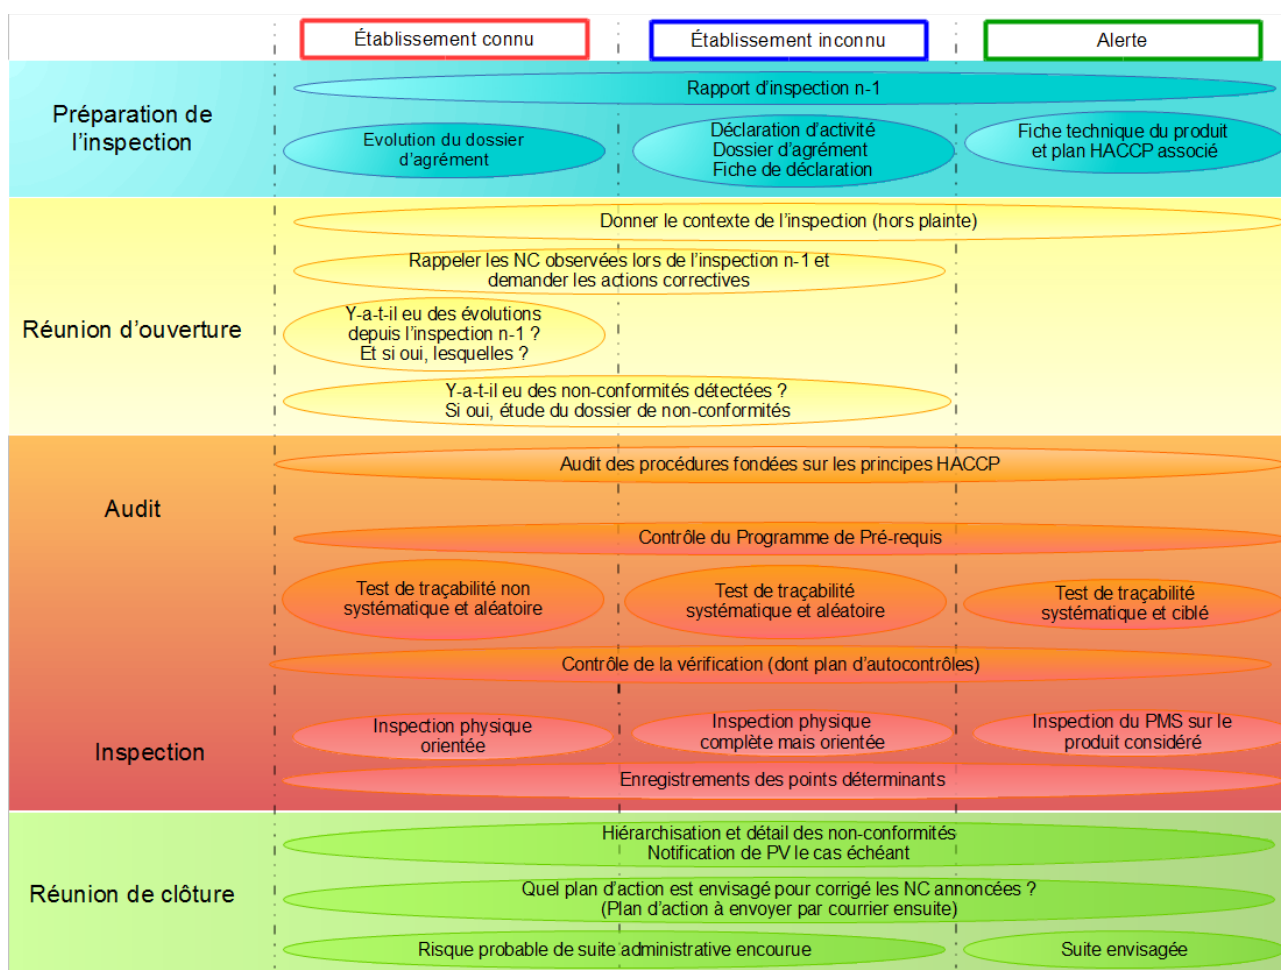 Établissement connu
Établissement inconnu
Alerte
Préparation de
l’inspection
Rapport d’inspection n-1
Evolution du dossier
d’agrément
Déclaration d’activité
Dossier d’agrément
Fiche de déclaration
Fiche technique du produit
et plan HACCP associé
Réunion d’ouverture
Donner le contexte de l’inspection (hors plainte)
Rappeler les NC observées lors de l’inspection n-1 et
demander les actions correctives
Y-a-t-il eu des évolutions
depuis l’inspection n-1 ?
Et si oui, lesquelles ?
Y-a-t-il eu des non-conformités détectées ?
Si oui, étude du dossier de non-conformités
Audit
Audit des procédures fondées sur les principes HACCP
Contrôle du Programme de Pré-requis
Test de traçabilité non
systématique et aléatoire
Test de traçabilité
systématique et aléatoire
Test de traçabilité
systématique et ciblé
Contrôle de la vérification (dont plan d’autocontrôles)
Inspection
Inspection physique
orientée
Inspection physique
complète mais orientée
Inspection du PMS sur le
produit considéré
Enregistrements des points déterminants
Réunion de clôture
Hiérarchisation et détail des non-conformités
Notification de PV le cas échéant
Quel plan d’action est envisagé pour corrigé les NC annoncées ?
(Plan d’action à envoyer par courrier ensuite)
Risque probable de suite administrative encourue
Suite envisagée